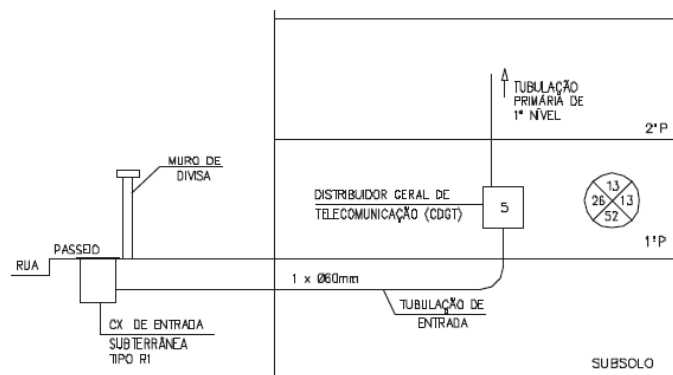 TUBULAÇÃO
PRIMÁRIA DE
1º NÍVEL
2ºP
MURO DE
DIVISA
DISTRIBUIDOR GERAL DE
TELECOMUNICAÇÃO (CDGT)
5
13
26
13
52
1ºP
PASSEIO
RUA
1 x Ø60mm
TUBULAÇÃO DE
ENTRADA
CX DE ENTRADA
SUBTERRÂNEA
TIPO R1
SUBSOLO